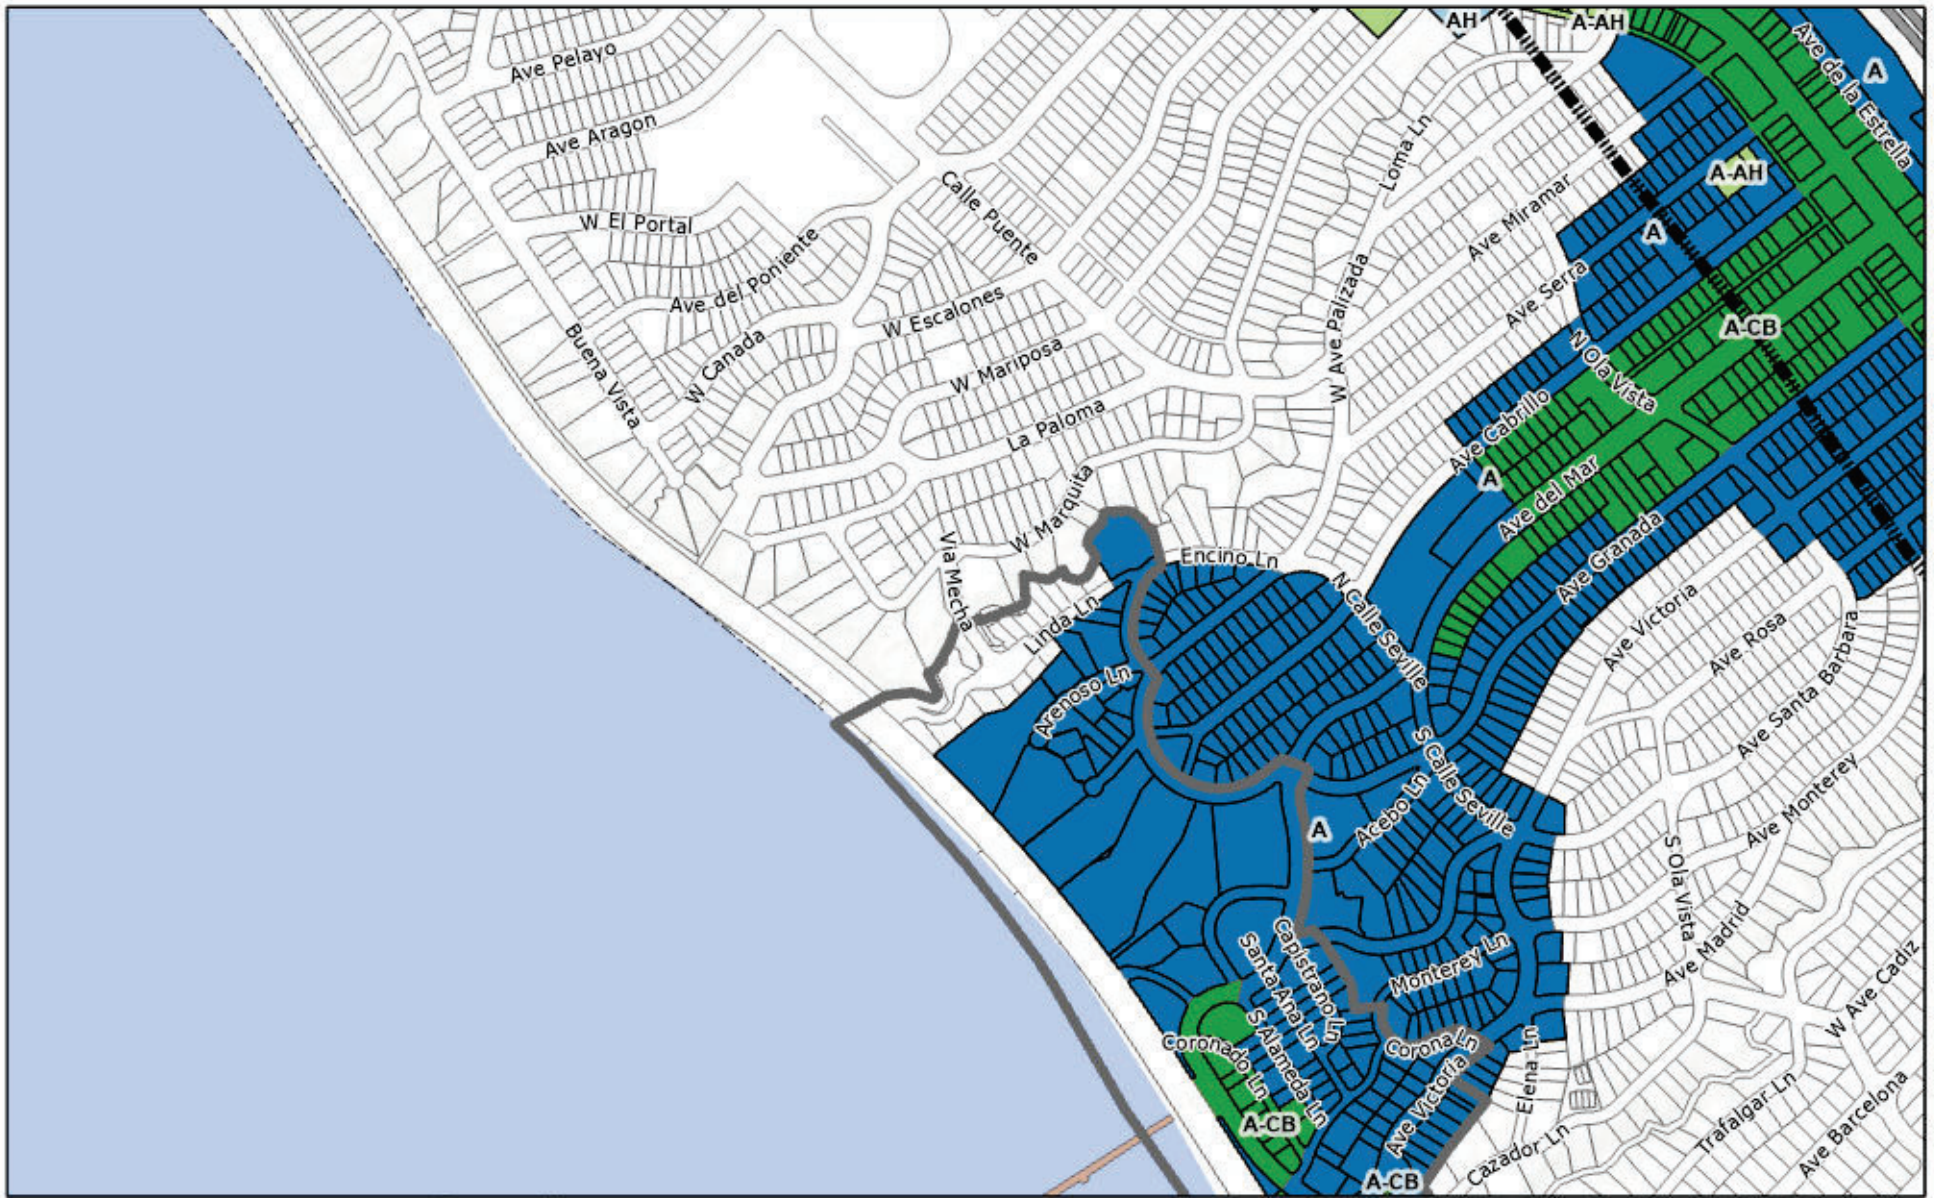 AH
A-AH
Ave Pelayo
Ave de la Estrella
A
Ave Aragon
Loma Ln
A-AH
Calle Puente
W El Portal
Ave Miramar
A
Ave del Poniente
W Escalones
W Ave Palizada
Ave Serra
A-CB
Buena Vista
W Canada
W Mariposa
N Ola Vista
La Paloma
Ave Cabrillo
A
W Marquita
Ave del Mar
Via Mecha
Encino Ln
Ave Granada
Linda Ln
N Calle Seville
Ave Victoria
Ave Rosa
Ave Santa Barbara
Arenoso Ln
S Calle Seville
Acebo Ln
A
Ave Monterey
S Ola Vista
Capistrano Ln
Santa Ana Ln
Monterey Ln
Ave Madrid
W Ave Cadiz
S Alameda Ln
Coronado Ln
Corona Ln
Elena Ln
Ave Victoria
A-CB
Trafalgar Ln
Ave Barcelona
Cazador Ln
A-CB